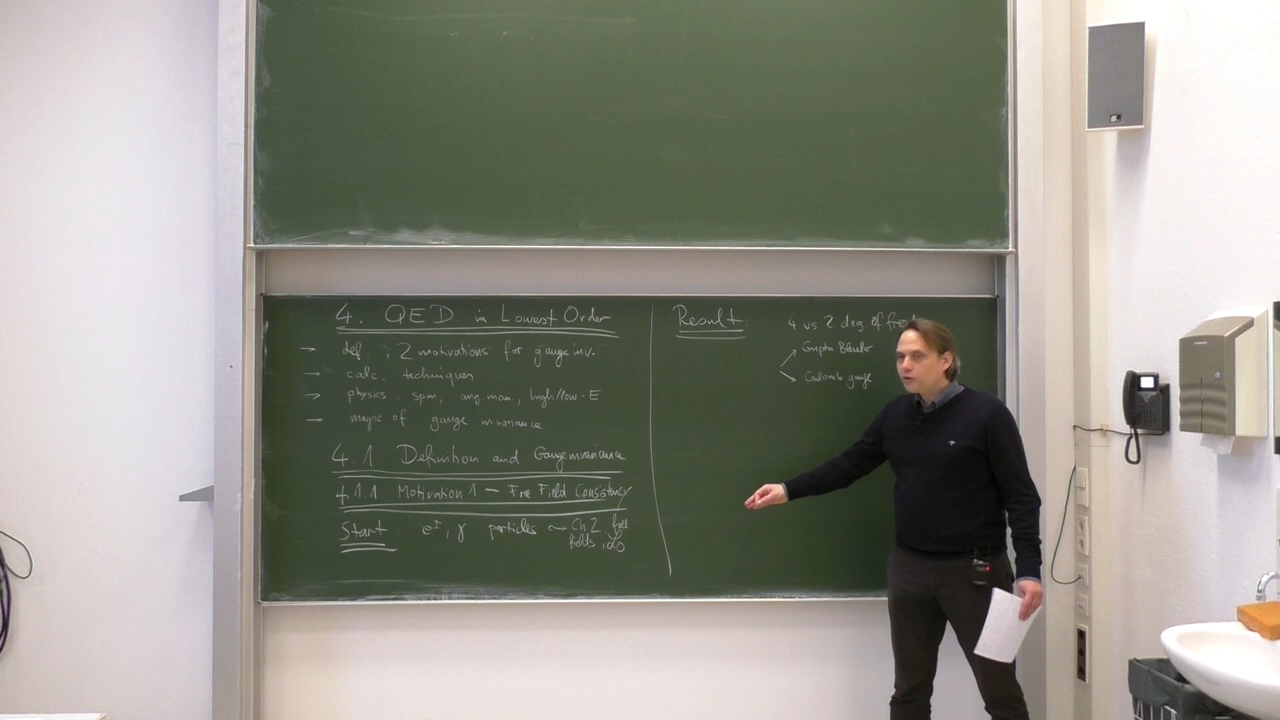 4. QED in Lowest Order
→ def., 2 motivations for gauge inv.
→ calc. techniques
→ physics: spin, ang mom, high/low-E
→ magic of gauge invariance
4.1 Definition and Gaugeinvariance
4.1.1 Motivation 1 – Free Field Consistency
Start: e±, γ particles ↔ Ch. 2 free
fields
Result:
4 vs 2 deg of
Gupta Bleuler
Coulomb gauge